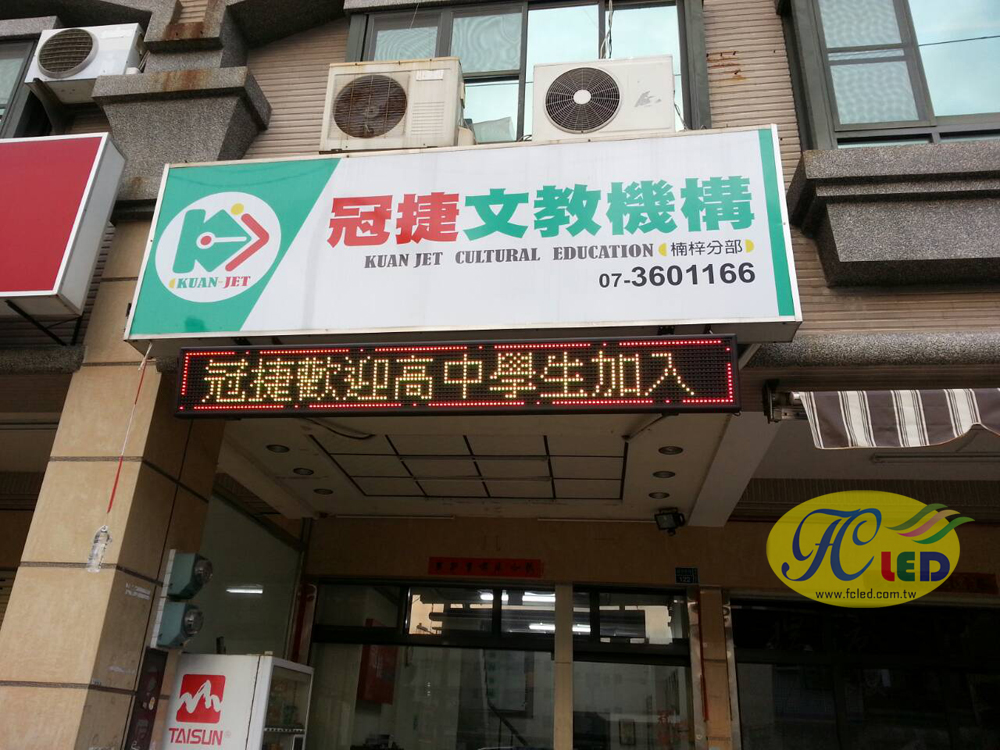 冠捷文教機構
KUAN JET CULTURAL EDUCATION 楠梓分部
07-3601166
KUAN-JET
冠捷歡迎高中學生加入
FC LED
www.fcled.com.tw
TAISUN